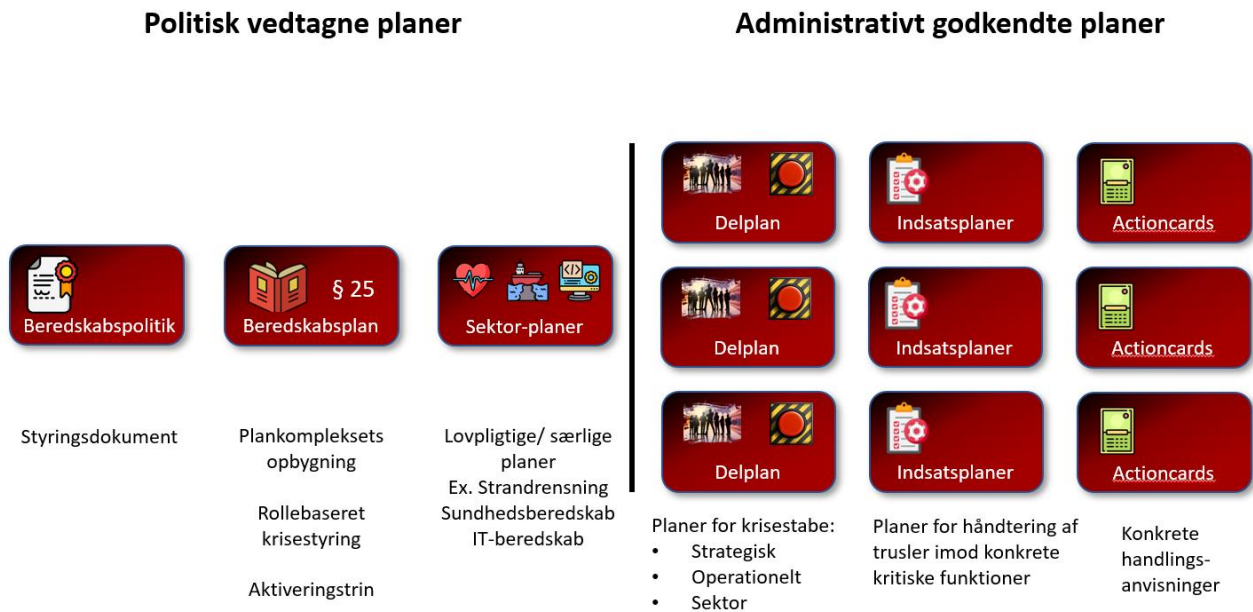 Politisk vedtagne planer
Administrativt godkendte planer
Beredskabspolitik
§ 25
Beredskabsplan
</>
Sektor-planer
Delplan
Indsatsplaner
Actioncards
Delplan
Indsatsplaner
Actioncards
Delplan
Indsatsplaner
Actioncards
Styringsdokument
Plankompleksets
opbygning
Rollebaseret
krisestyring
Aktiveringstrin
Lovpligtige/ særlige
planer
Ex. Strandrensning
Sundhedsberedskab
IT-beredskab
Planer for krisestabe:
• Strategisk
• Operationelt
• Sektor
Planer for håndtering af
trusler imod konkrete
kritiske funktioner
Konkrete
handlings-
anvisninger